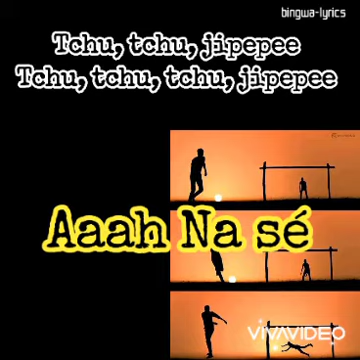 bingwa-lyrics
Tchu, tchu, jipepee
Tchu, tchu, tchu, jipepee
Aaah Na sé
VIVAVIDEO